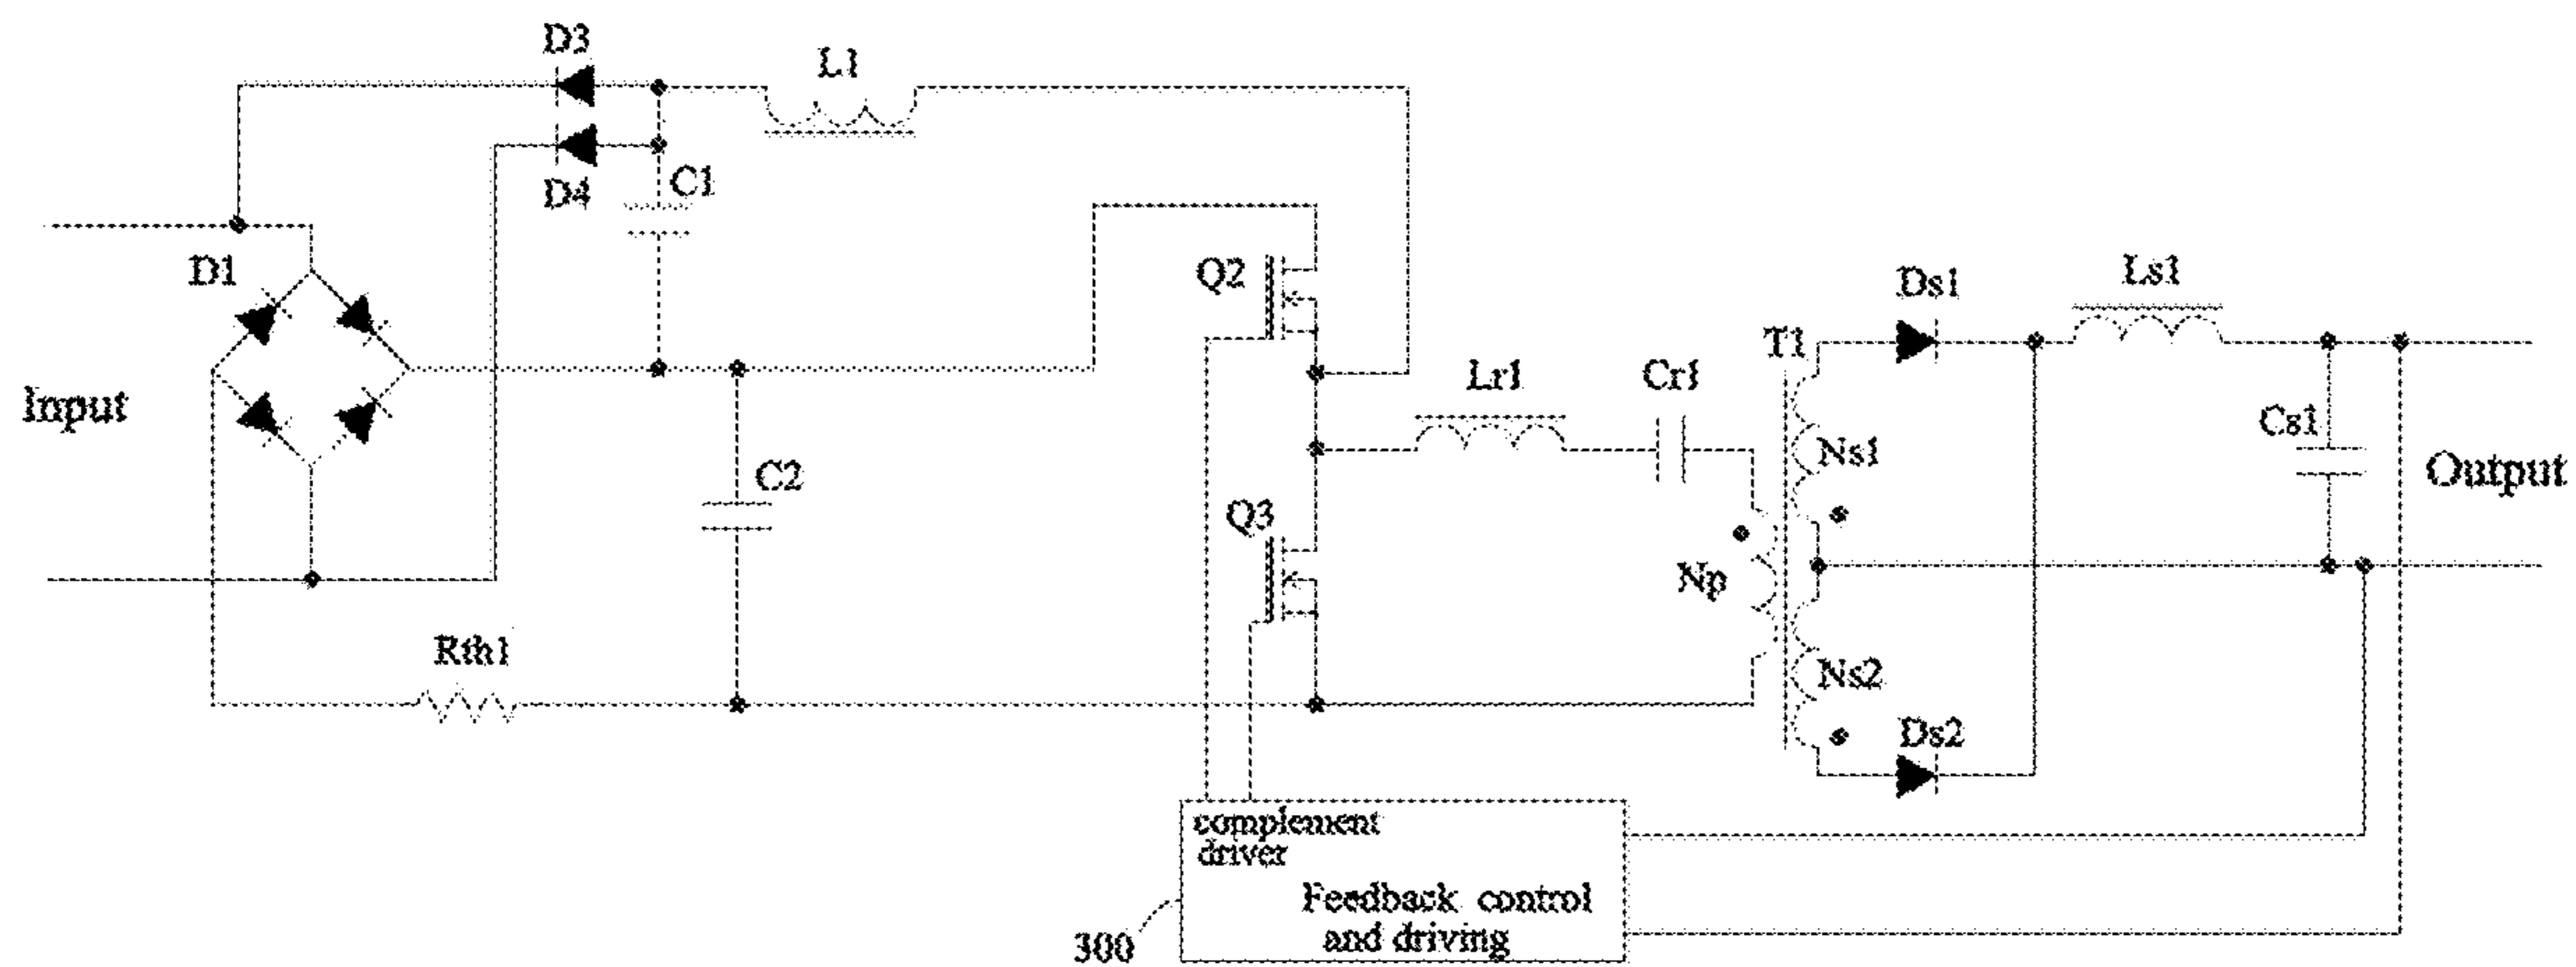 D3
L1
D4
C1
D1
Q2
Ds1
Ls1
T1
Lr1
Cr1
Input
Cs1
Ns1
Output
C2
Q3
Np
Rth1
Ns2
Ds2
complement
driver
Feedback control
and driving
300